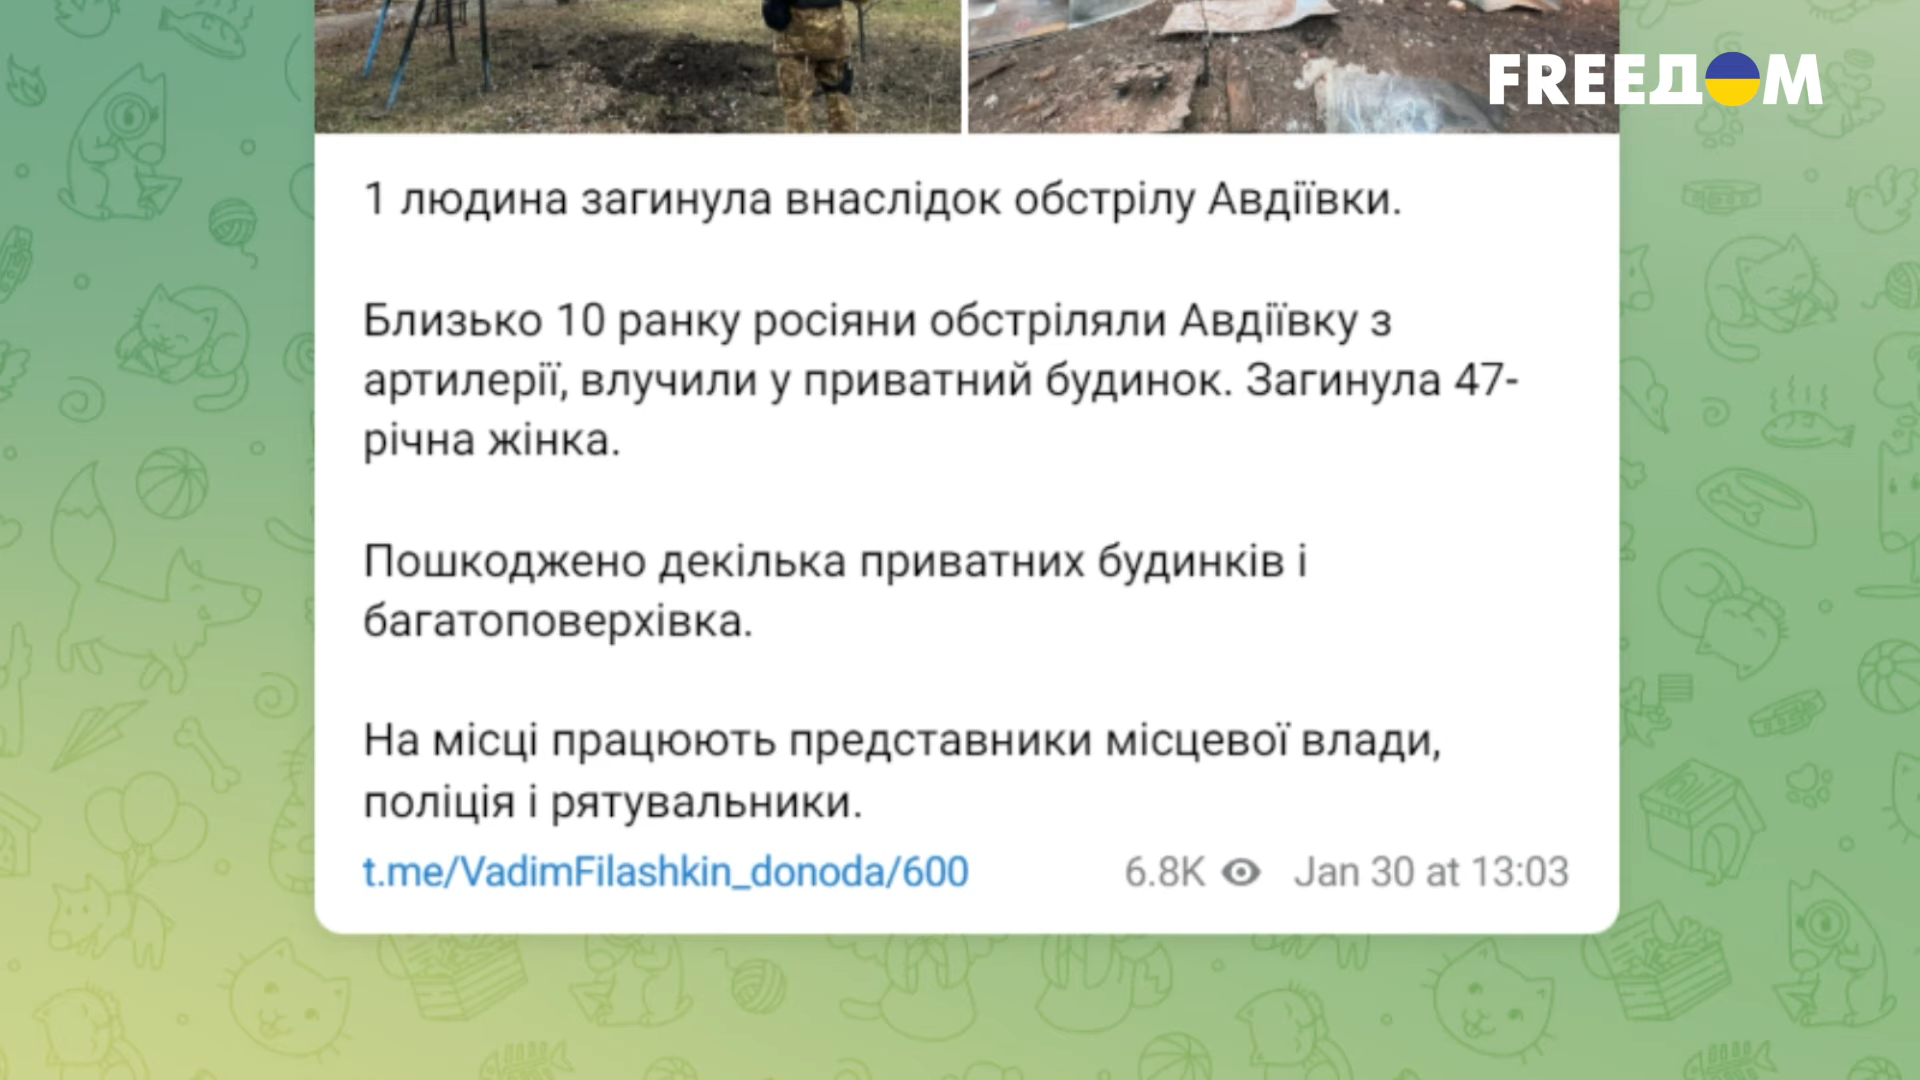 FREEДOM
1 людина загинула внаслідок обстрілу Авдіївки.
Близько 10 ранку росіяни обстріляли Авдіївку з
артилерії, влучили у приватний будинок. Загинула 47-
річна жінка.
Пошкоджено декілька приватних будинків і
багатоповерхівка.
На місці працюють представники місцевої влади,
поліція і рятувальники.
t.me/VadimFilashkin_donoda/600 6.8K Jan 30 at 13:03